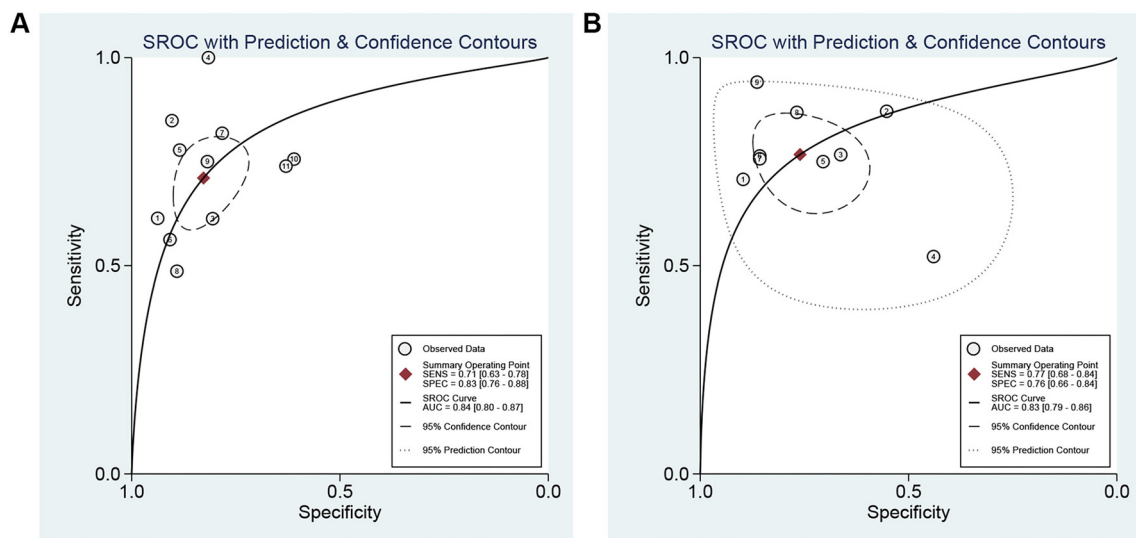 A
SROC with Prediction & Confidence Contours
1.0
0.5
0.0
Sensitivity
1.0
0.5
0.0
Specificity
4
2
7
5
9
10
11
1
3
6
8
Observed Data
Summary Operating Point
SENS = 0.71 [0.63 - 0.78]
SPEC = 0.83 [0.76 - 0.88]
SROC Curve
AUC = 0.84 [0.80 - 0.87]
95% Confidence Contour
95% Prediction Contour
B
SROC with Prediction & Confidence Contours
1.0
0.5
0.0
Sensitivity
1.0
0.5
0.0
Specificity
9
8
2
7
3
5
1
4
Observed Data
Summary Operating Point
SENS = 0.77 [0.68 - 0.84]
SPEC = 0.76 [0.66 - 0.84]
SROC Curve
AUC = 0.83 [0.79 - 0.86]
95% Confidence Contour
95% Prediction Contour